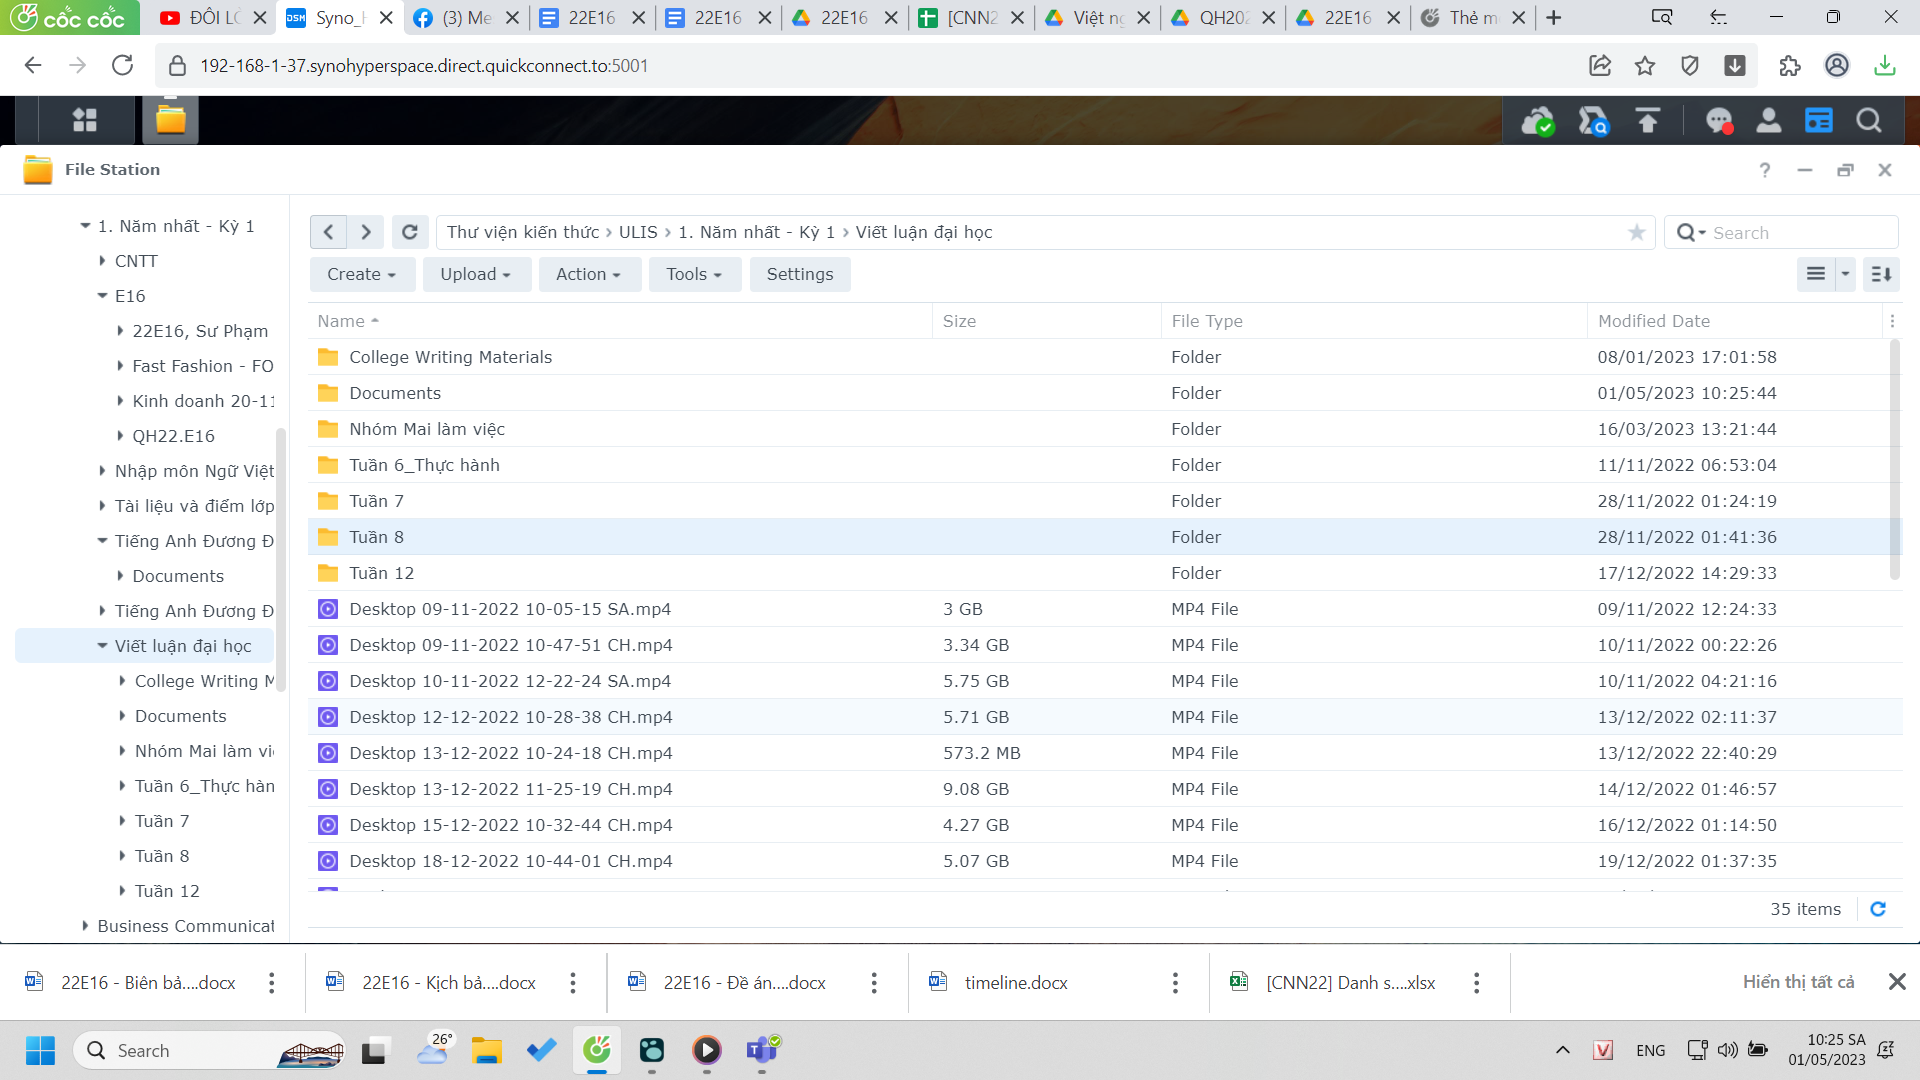 cốc cốc
ĐÔI LỜ
Syno_H
(3) Me
22E16
22E16
22E16
[CNN2
Việt ng
QH202
22E16
Thẻ m
192-168-1-37.synohyperspace.direct.quickconnect.to:5001
File Station
1. Năm nhất - Kỳ 1
CNTT
E16
22E16, Sư Phạm
Fast Fashion - FO
Kinh doanh 20-11
QH22.E16
Nhập môn Ngữ Việt
Tài liệu và điểm lớp
Tiếng Anh Đương Đ
Documents
Tiếng Anh Đương Đ
Viết luận đại học
College Writing M
Documents
Nhóm Mai làm việ
Tuần 6_Thực hàn
Tuần 7
Tuần 8
Tuần 12
Business Communicat
Thư viện kiến thức › ULIS › 1. Năm nhất - Kỳ 1 › Viết luận đại học
Search
Create Upload Action Tools Settings
Name Size File Type Modified Date
College Writing Materials Folder 08/01/2023 17:01:58
Documents Folder 01/05/2023 10:25:44
Nhóm Mai làm việc Folder 16/03/2023 13:21:44
Tuần 6_Thực hành Folder 11/11/2022 06:53:04
Tuần 7 Folder 28/11/2022 01:24:19
Tuần 8 Folder 28/11/2022 01:41:36
Tuần 12 Folder 17/12/2022 14:29:33
Desktop 09-11-2022 10-05-15 SA.mp4 3 GB MP4 File 09/11/2022 12:24:33
Desktop 09-11-2022 10-47-51 CH.mp4 3.34 GB MP4 File 10/11/2022 00:22:26
Desktop 10-11-2022 12-22-24 SA.mp4 5.75 GB MP4 File 10/11/2022 04:21:16
Desktop 12-12-2022 10-28-38 CH.mp4 5.71 GB MP4 File 13/12/2022 02:11:37
Desktop 13-12-2022 10-24-18 CH.mp4 573.2 MB MP4 File 13/12/2022 22:40:29
Desktop 13-12-2022 11-25-19 CH.mp4 9.08 GB MP4 File 14/12/2022 01:46:57
Desktop 15-12-2022 10-32-44 CH.mp4 4.27 GB MP4 File 16/12/2022 01:14:50
Desktop 18-12-2022 10-44-01 CH.mp4 5.07 GB MP4 File 19/12/2022 01:37:35
35 items
22E16 - Biên bả....docx
22E16 - Kịch bả....docx
22E16 - Đề án....docx
timeline.docx
[CNN22] Danh s....xlsx
Hiển thị tất cả
Search
26°
ENG
10:25 SA
01/05/2023